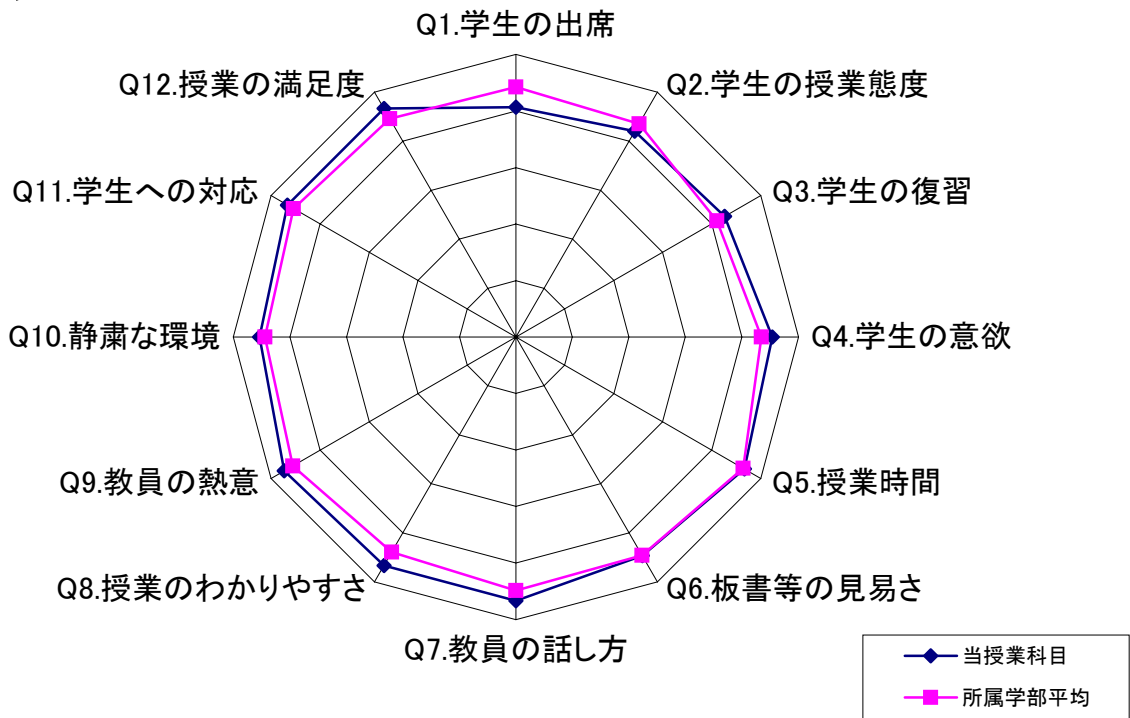 Q1.学生の出席
Q2.学生の授業態度
Q3.学生の復習
Q4.学生の意欲
Q5.授業時間
Q6.板書等の見易さ
Q7.教員の話し方
Q8.授業のわかりやすさ
Q9.教員の熱意
Q10.静粛な環境
Q11.学生への対応
Q12.授業の満足度
当授業科目
所属学部平均